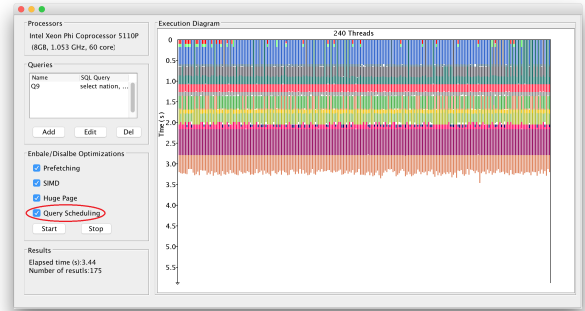 Processors
Intel Xeon Phi Coprocessor 5110P
(8GB, 1.053 GHz, 60 core)
Queries
Name SQL Query
Q9 select nation, ...
Add Edit Del
Enbale/Disalbe Optimizations
Prefetching
SIMD
Huge Page
Query Scheduling
Start Stop
Results
Elapsed time (s):3.44
Number of resutls:175
Execution Diagram
240 Threads
Time(s)
0
0.5
1.0
1.5
2.0
2.5
3.0
3.5
4.0
4.5
5.0
5.5